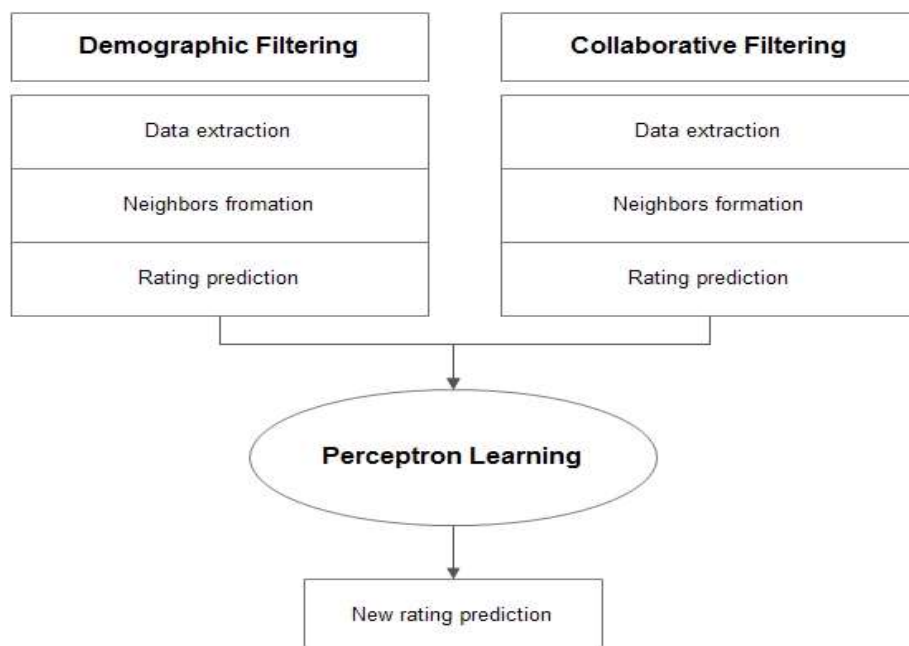 Demographic Filtering
Data extraction
Neighbors fromation
Rating prediction
Collaborative Filtering
Data extraction
Neighbors formation
Rating prediction
Perceptron Learning
New rating prediction